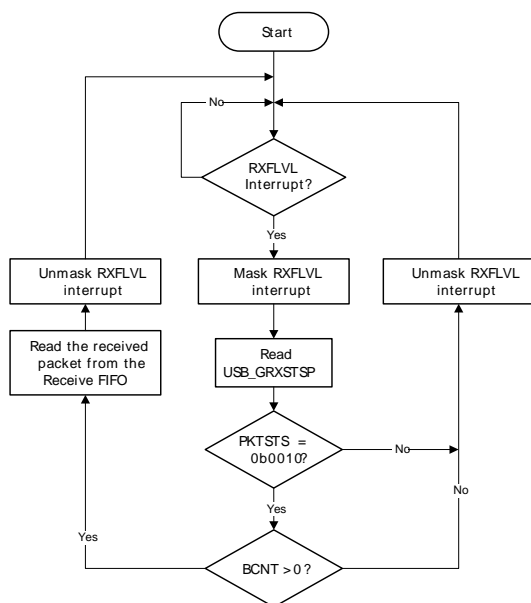 Start
No
RXFLVL
Interrupt?
Yes
Unmask RXFLVL
interrupt
Mask RXFLVL
interrupt
Unmask RXFLVL
interrupt
Read the received
packet from the
Receive FIFO
Read
USB_GRXSTSP
PKTSTS =
0b0010?
No
No
Yes
Yes
BCNT > 0?